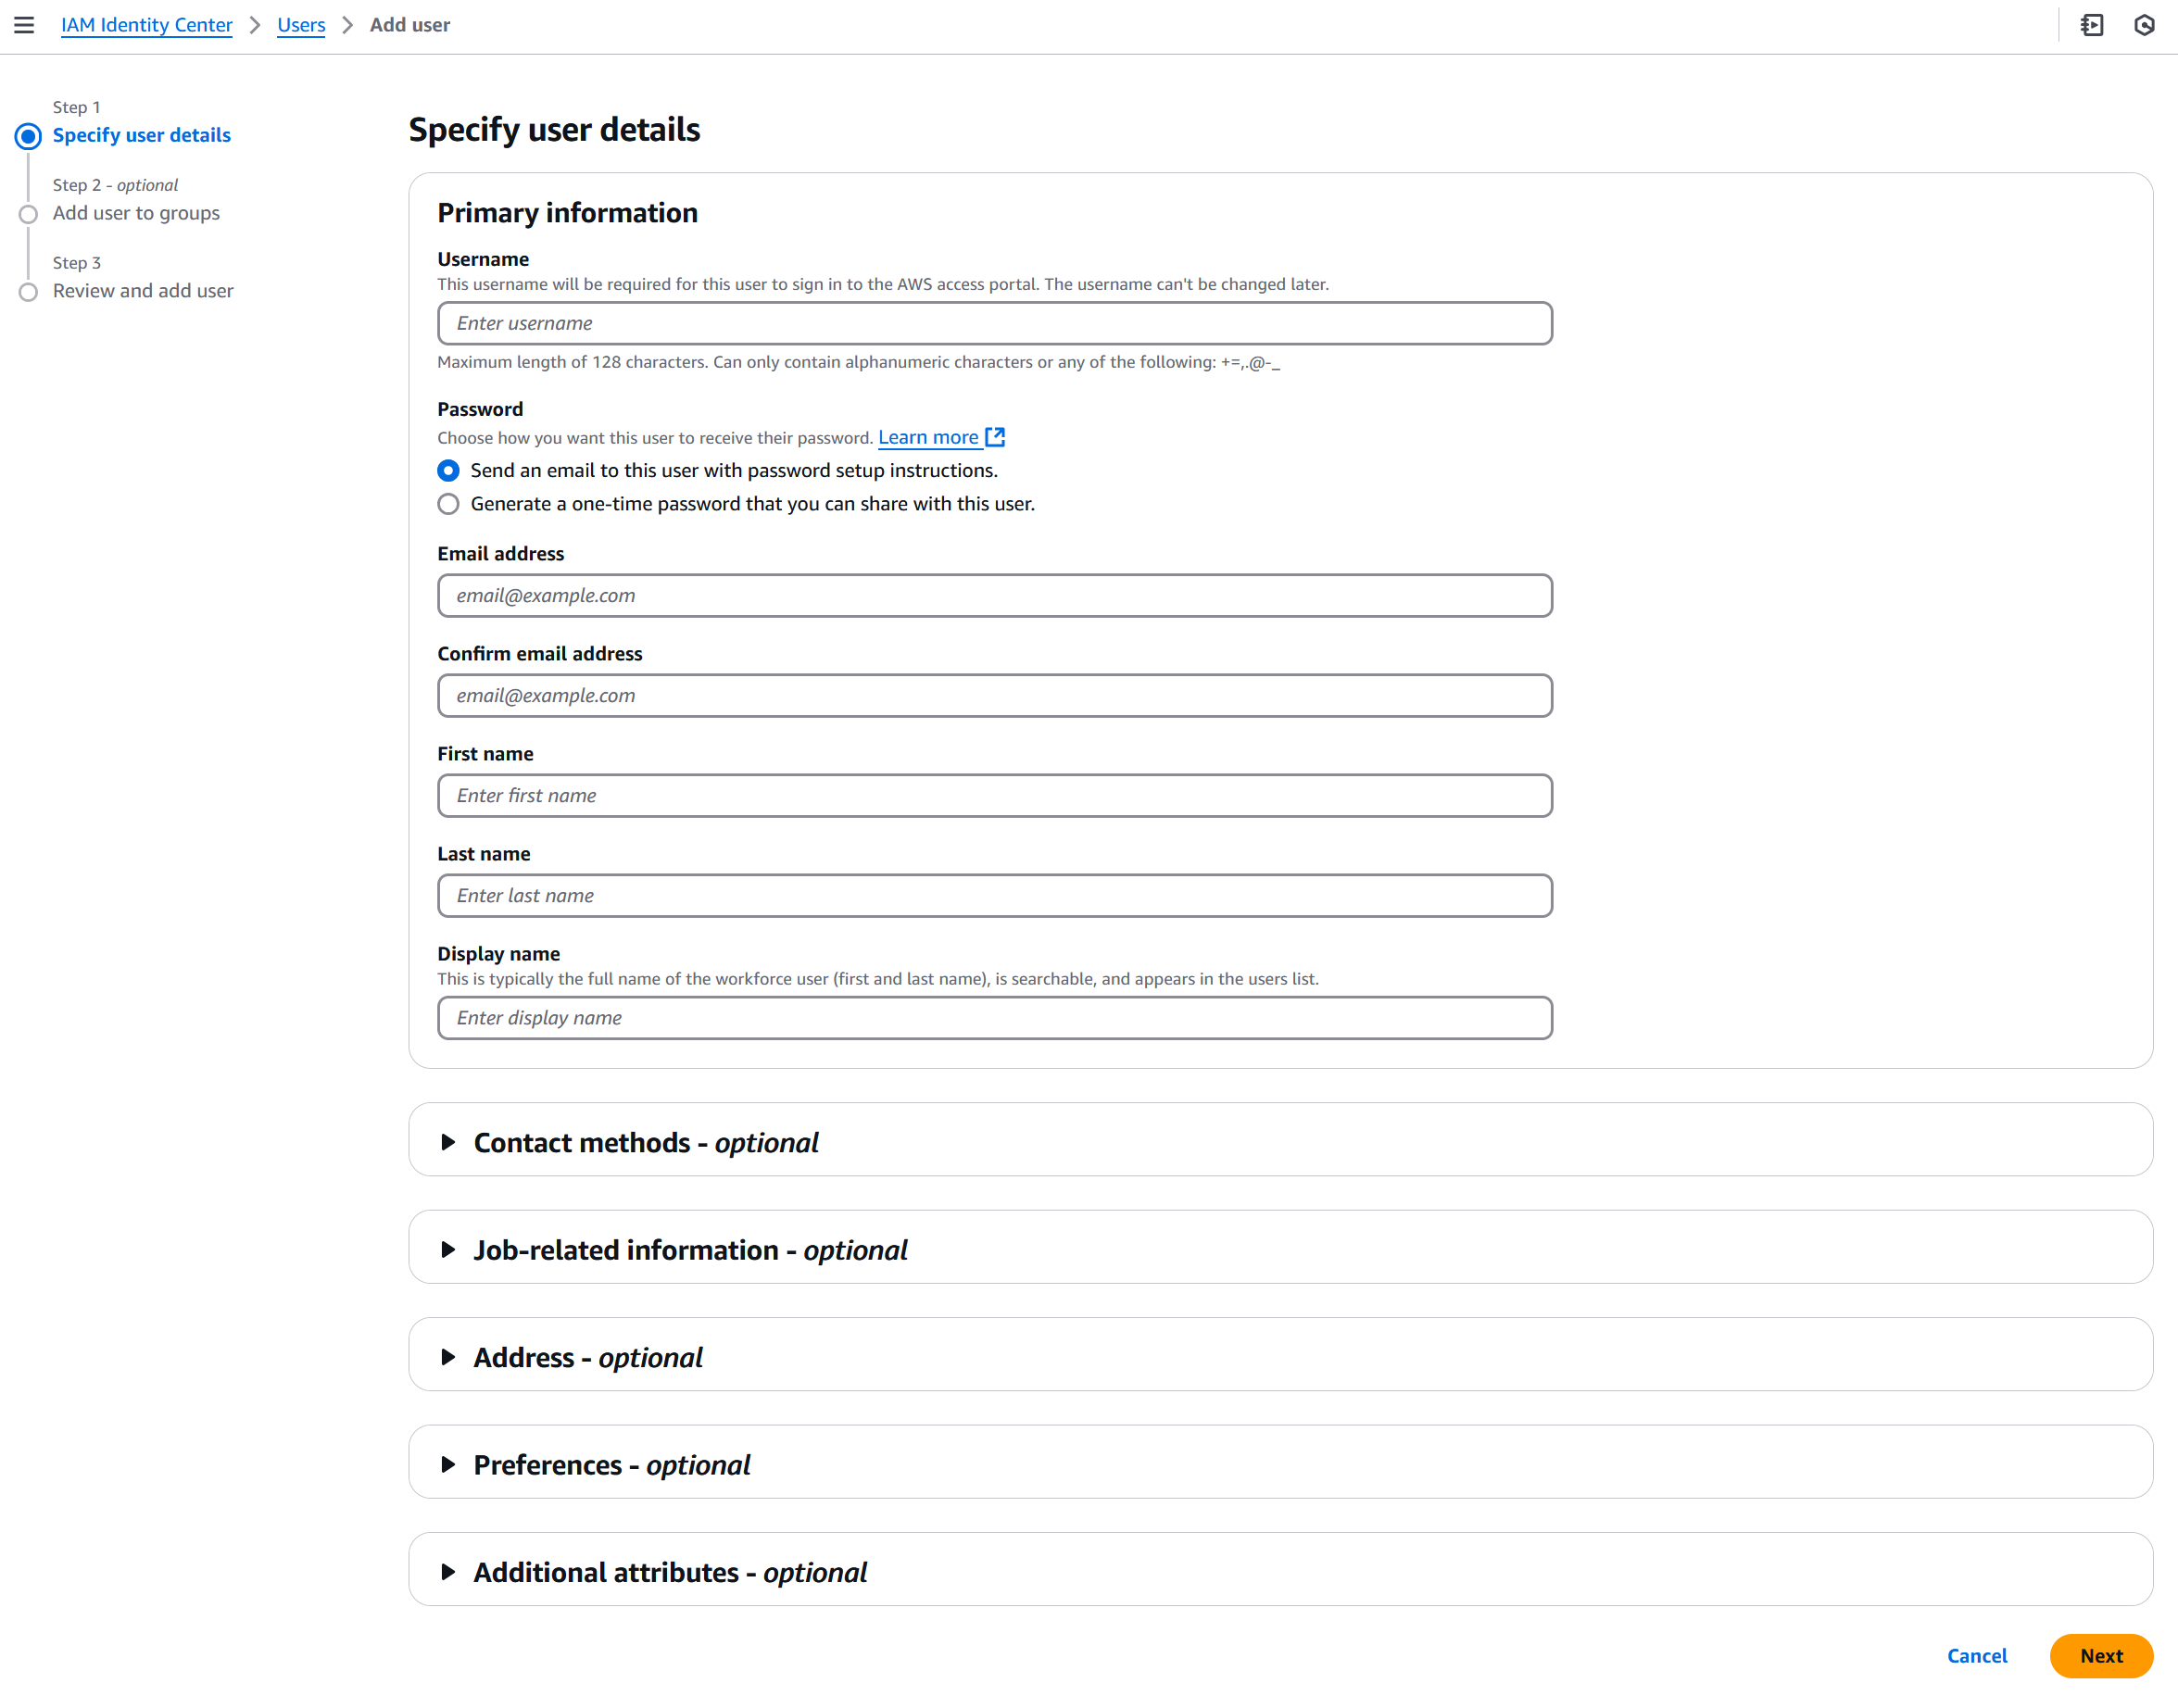 IAM Identity Center > Users > Add user
Step 1
Specify user details
Step 2 - optional
Add user to groups
Step 3
Review and add user
Specify user details
Primary information
Username
This username will be required for this user to sign in to the AWS access portal. The username can't be changed later.
Enter username
Maximum length of 128 characters. Can only contain alphanumeric characters or any of the following: +=,.@-_
Password
Choose how you want this user to receive their password. Learn more
Send an email to this user with password setup instructions.
Generate a one-time password that you can share with this user.
Email address
email@example.com
Confirm email address
email@example.com
First name
Enter first name
Last name
Enter last name
Display name
This is typically the full name of the workforce user (first and last name), is searchable, and appears in the users list.
Enter display name
Contact methods - optional
Job-related information - optional
Address - optional
Preferences - optional
Additional attributes - optional
Cancel Next